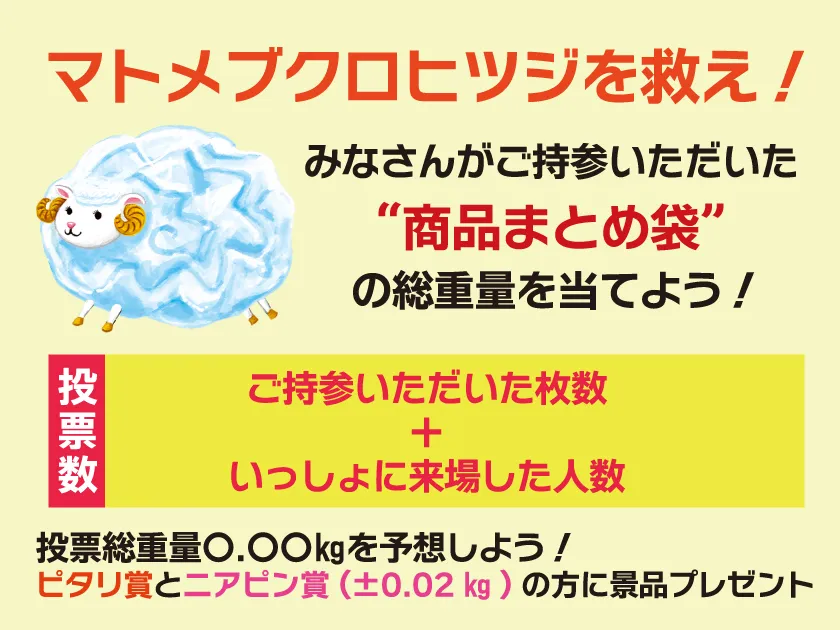 マトメブクロヒツジを救え！
みなさんがご持参いただいた
“商品まとめ袋”
の総重量を当てよう！
投票数
ご持参いただいた枚数
＋
いっしょに来場した人数
投票総重量〇.〇〇㎏を予想しよう！
ピタリ賞とニアピン賞（±0.02㎏）の方に景品プレゼント